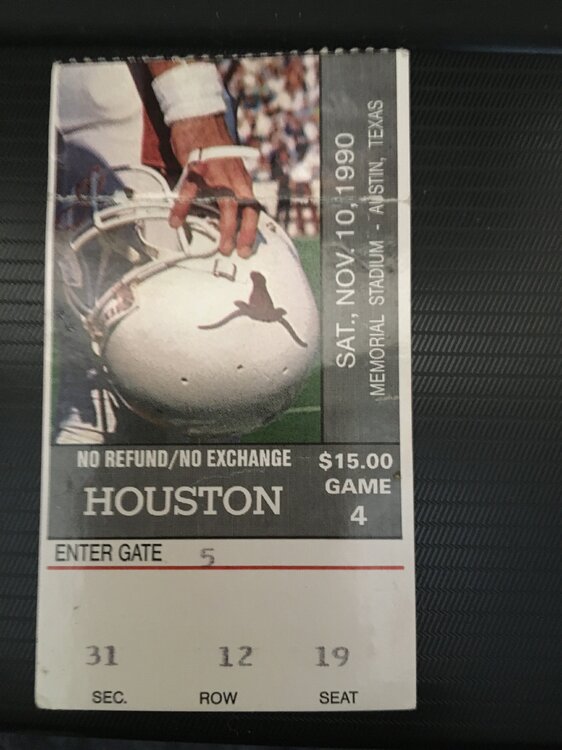 SAT., NOV. 10, 1990
MEMORIAL STADIUM - AUSTIN, TEXAS
NO REFUND/NO EXCHANGE
HOUSTON
$15.00
GAME
4
ENTER GATE 5
31 12 19
SEC. ROW SEAT